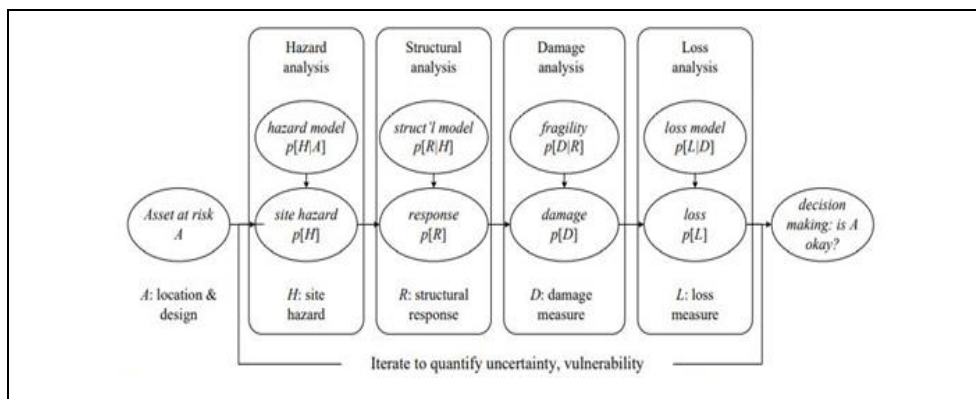 Hazard
analysis
Structural
analysis
Damage
analysis
Loss
analysis
hazard model
p[H|A]
struct'l model
p[R|H]
fragility
p[D|R]
loss model
p[L|D]
Asset at risk
A
site hazard
p[H]
response
p[R]
damage
p[D]
loss
p[L]
decision
making: is A
okay?
A: location &
design
H: site
hazard
R: structural
response
D: damage
measure
L: loss
measure
Iterate to quantify uncertainty, vulnerability